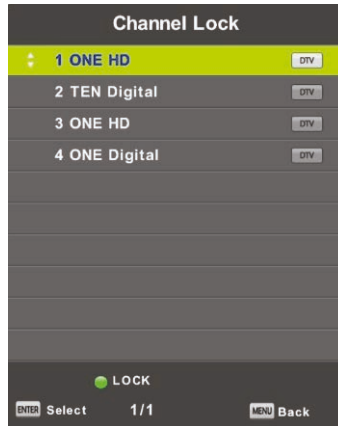 Channel Lock
1 ONE HD DTV
2 TEN Digital DTV
3 ONE HD DTV
4 ONE Digital DTV
LOCK
ENTER Select 1/1 MENU Back